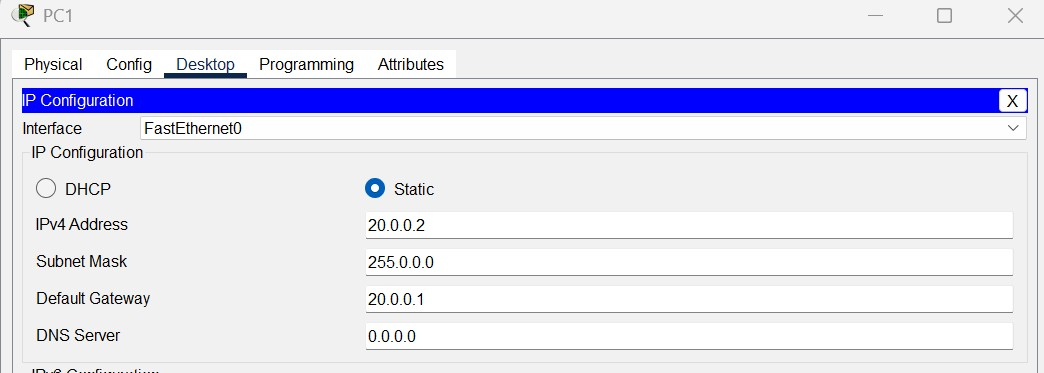 PC1
Physical Config Desktop Programming Attributes
IP Configuration X
Interface FastEthernet0
IP Configuration
DHCP Static
IPv4 Address 20.0.0.2
Subnet Mask 255.0.0.0
Default Gateway 20.0.0.1
DNS Server 0.0.0.0
IPv6 Configuration